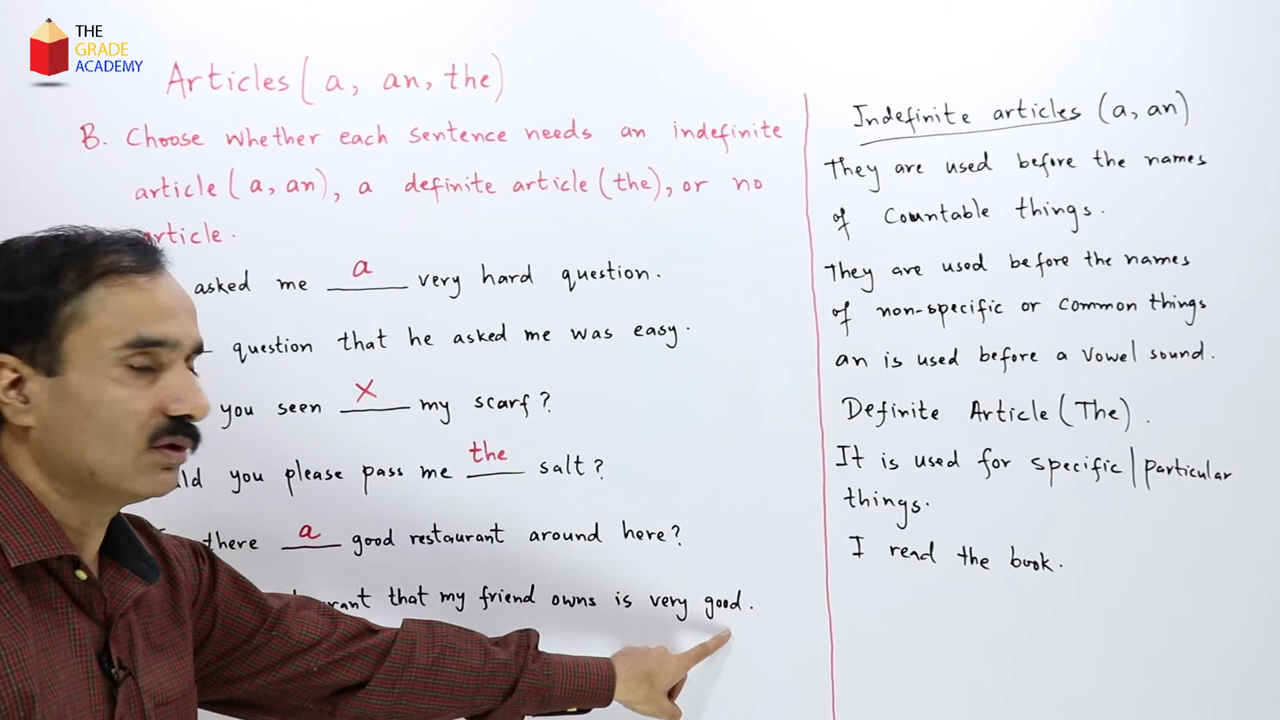 THE
GRADE
ACADEMY
Articles (a, an, the)
B. Choose whether each sentence needs an indefinite
article (a, an), a definite article (the), or no
article.
asked me a very hard question.
question that he asked me was easy.
you seen X my scarf?
you please pass me the salt?
there a good restaurant around here?
that my friend owns is very good.
Indefinite articles (a, an)
They are used before the names
of Countable things.
They are used before the names
of non-specific or common things
an is used before a vowel sound.
Definite Article (The).
It is used for specific | particular
things.
I read the book.